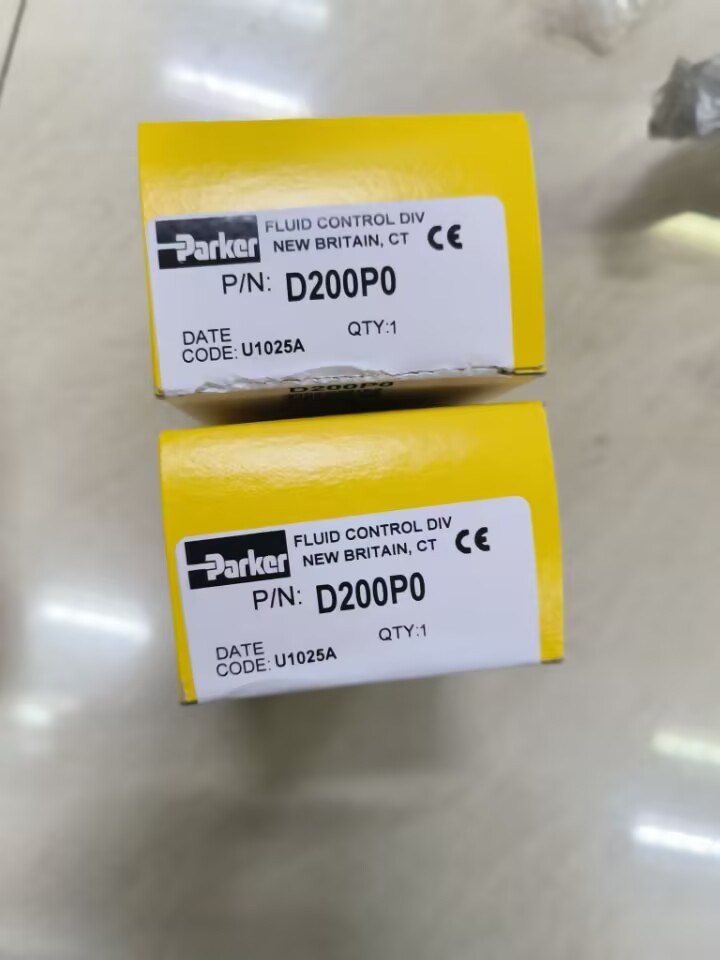 Parker
FLUID CONTROL DIV
NEW BRITAIN, CT CE
P/N: D200P0
DATE
CODE: U1025A
QTY:1
D200P0
Parker
FLUID CONTROL DIV
NEW BRITAIN, CT CE
P/N: D200P0
DATE
CODE: U1025A
QTY:1